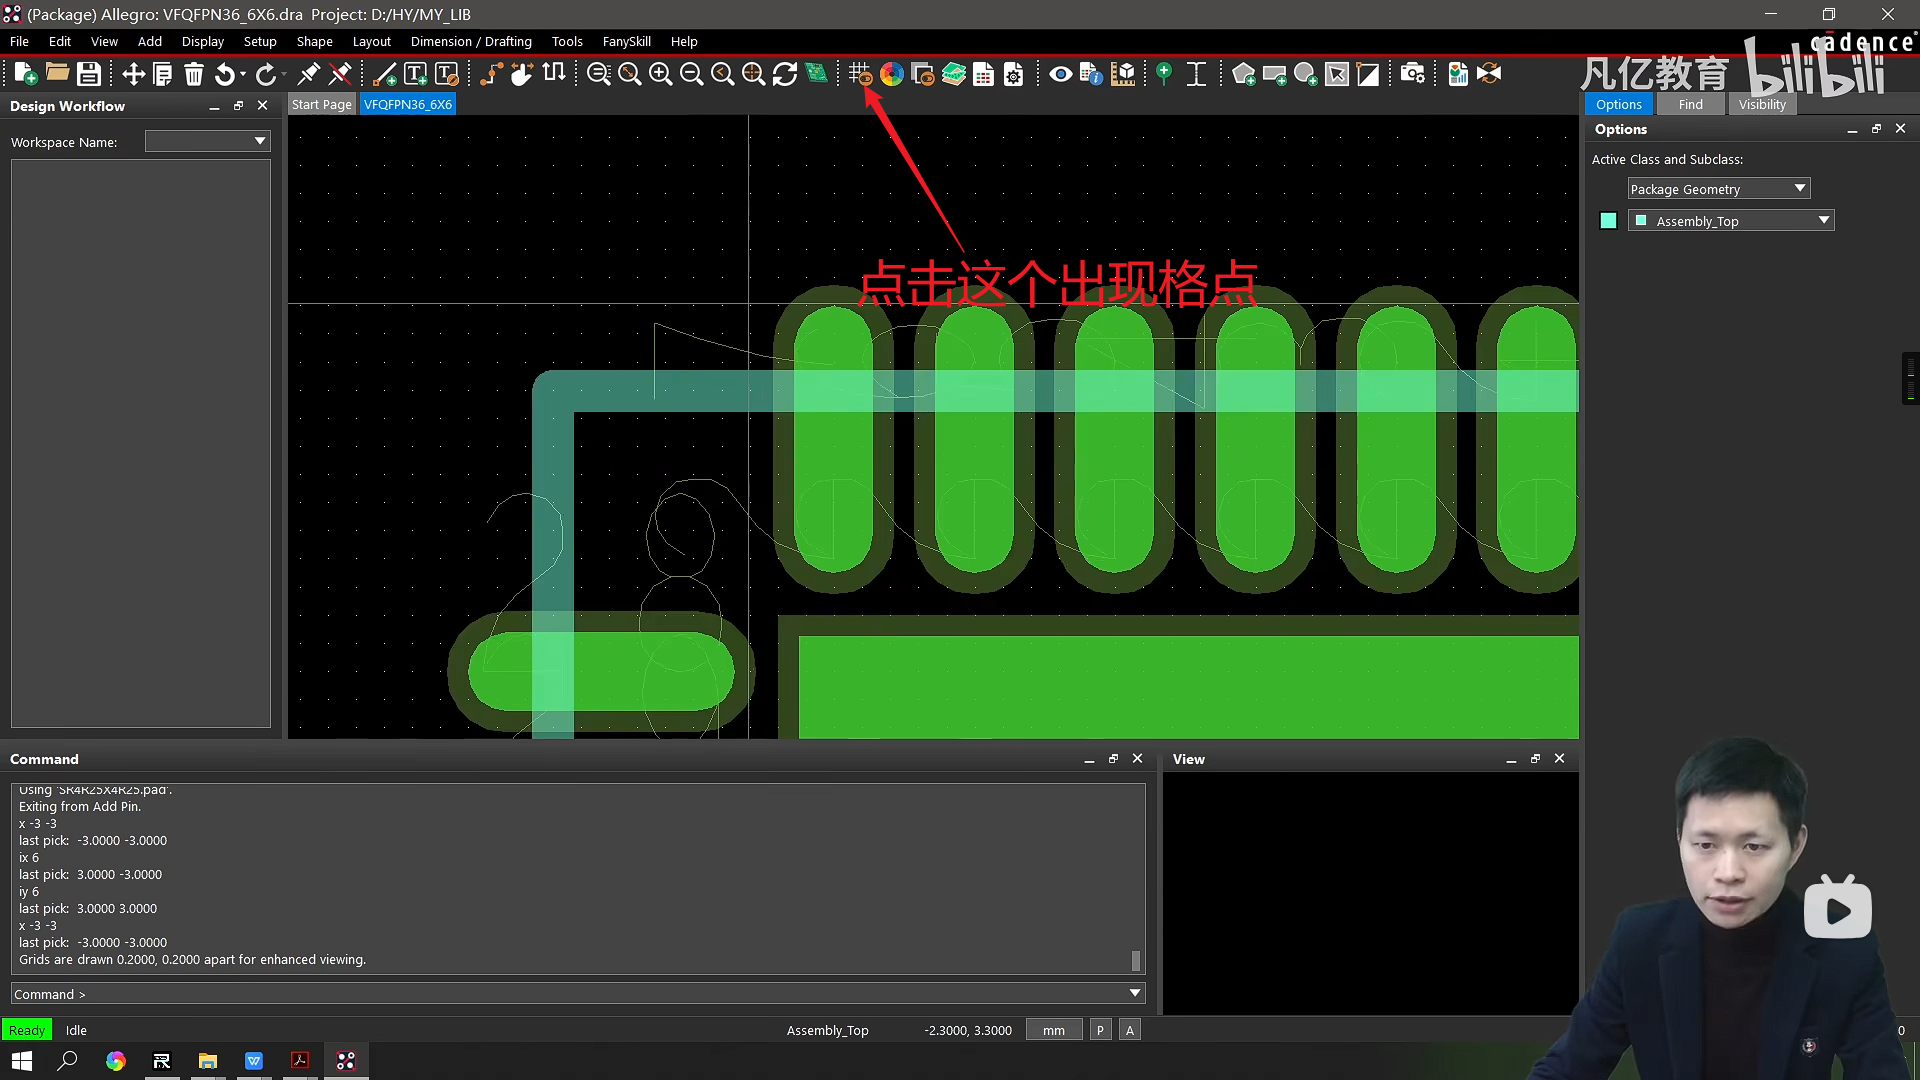 (Package) Allegro: VFQFPN36_6X6.dra  Project: D:/HY/MY_LIB
File Edit View Add Display Setup Shape Layout Dimension / Drafting Tools FanySkill Help
cadence
凡亿教育 bilibili
Design Workflow
Start Page VFQFPN36_6X6
Options Find Visibility
Workspace Name:
Options
Active Class and Subclass:
Package Geometry
Assembly_Top
点击这个出现格点
Command
Using 'SR4R25X4R25.pad'.
Exiting from Add Pin.
x -3 -3
last pick:  -3.0000 -3.0000
ix 6
last pick:  3.0000 -3.0000
iy 6
last pick:  3.0000 3.0000
x -3 -3
last pick:  -3.0000 -3.0000
Grids are drawn 0.2000, 0.2000 apart for enhanced viewing.
Command >
View
Ready Idle Assembly_Top -2.3000, 3.3000 mm P A 0